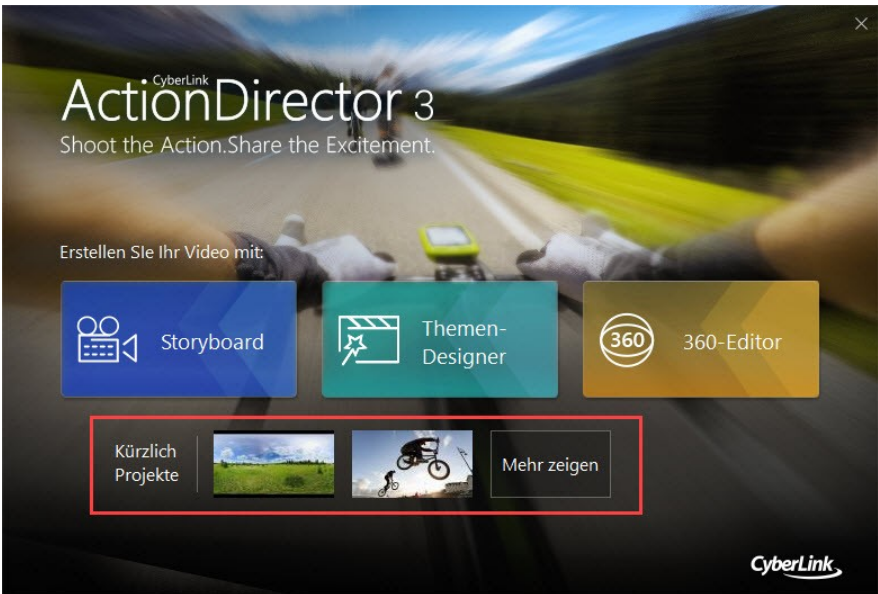 CyberLink
ActionDirector 3
Shoot the Action.Share the Excitement.
Erstellen SIe Ihr Video mit:
Storyboard
Themen-
Designer
360
360-Editor
Kürzlich
Projekte
Mehr zeigen
CyberLink